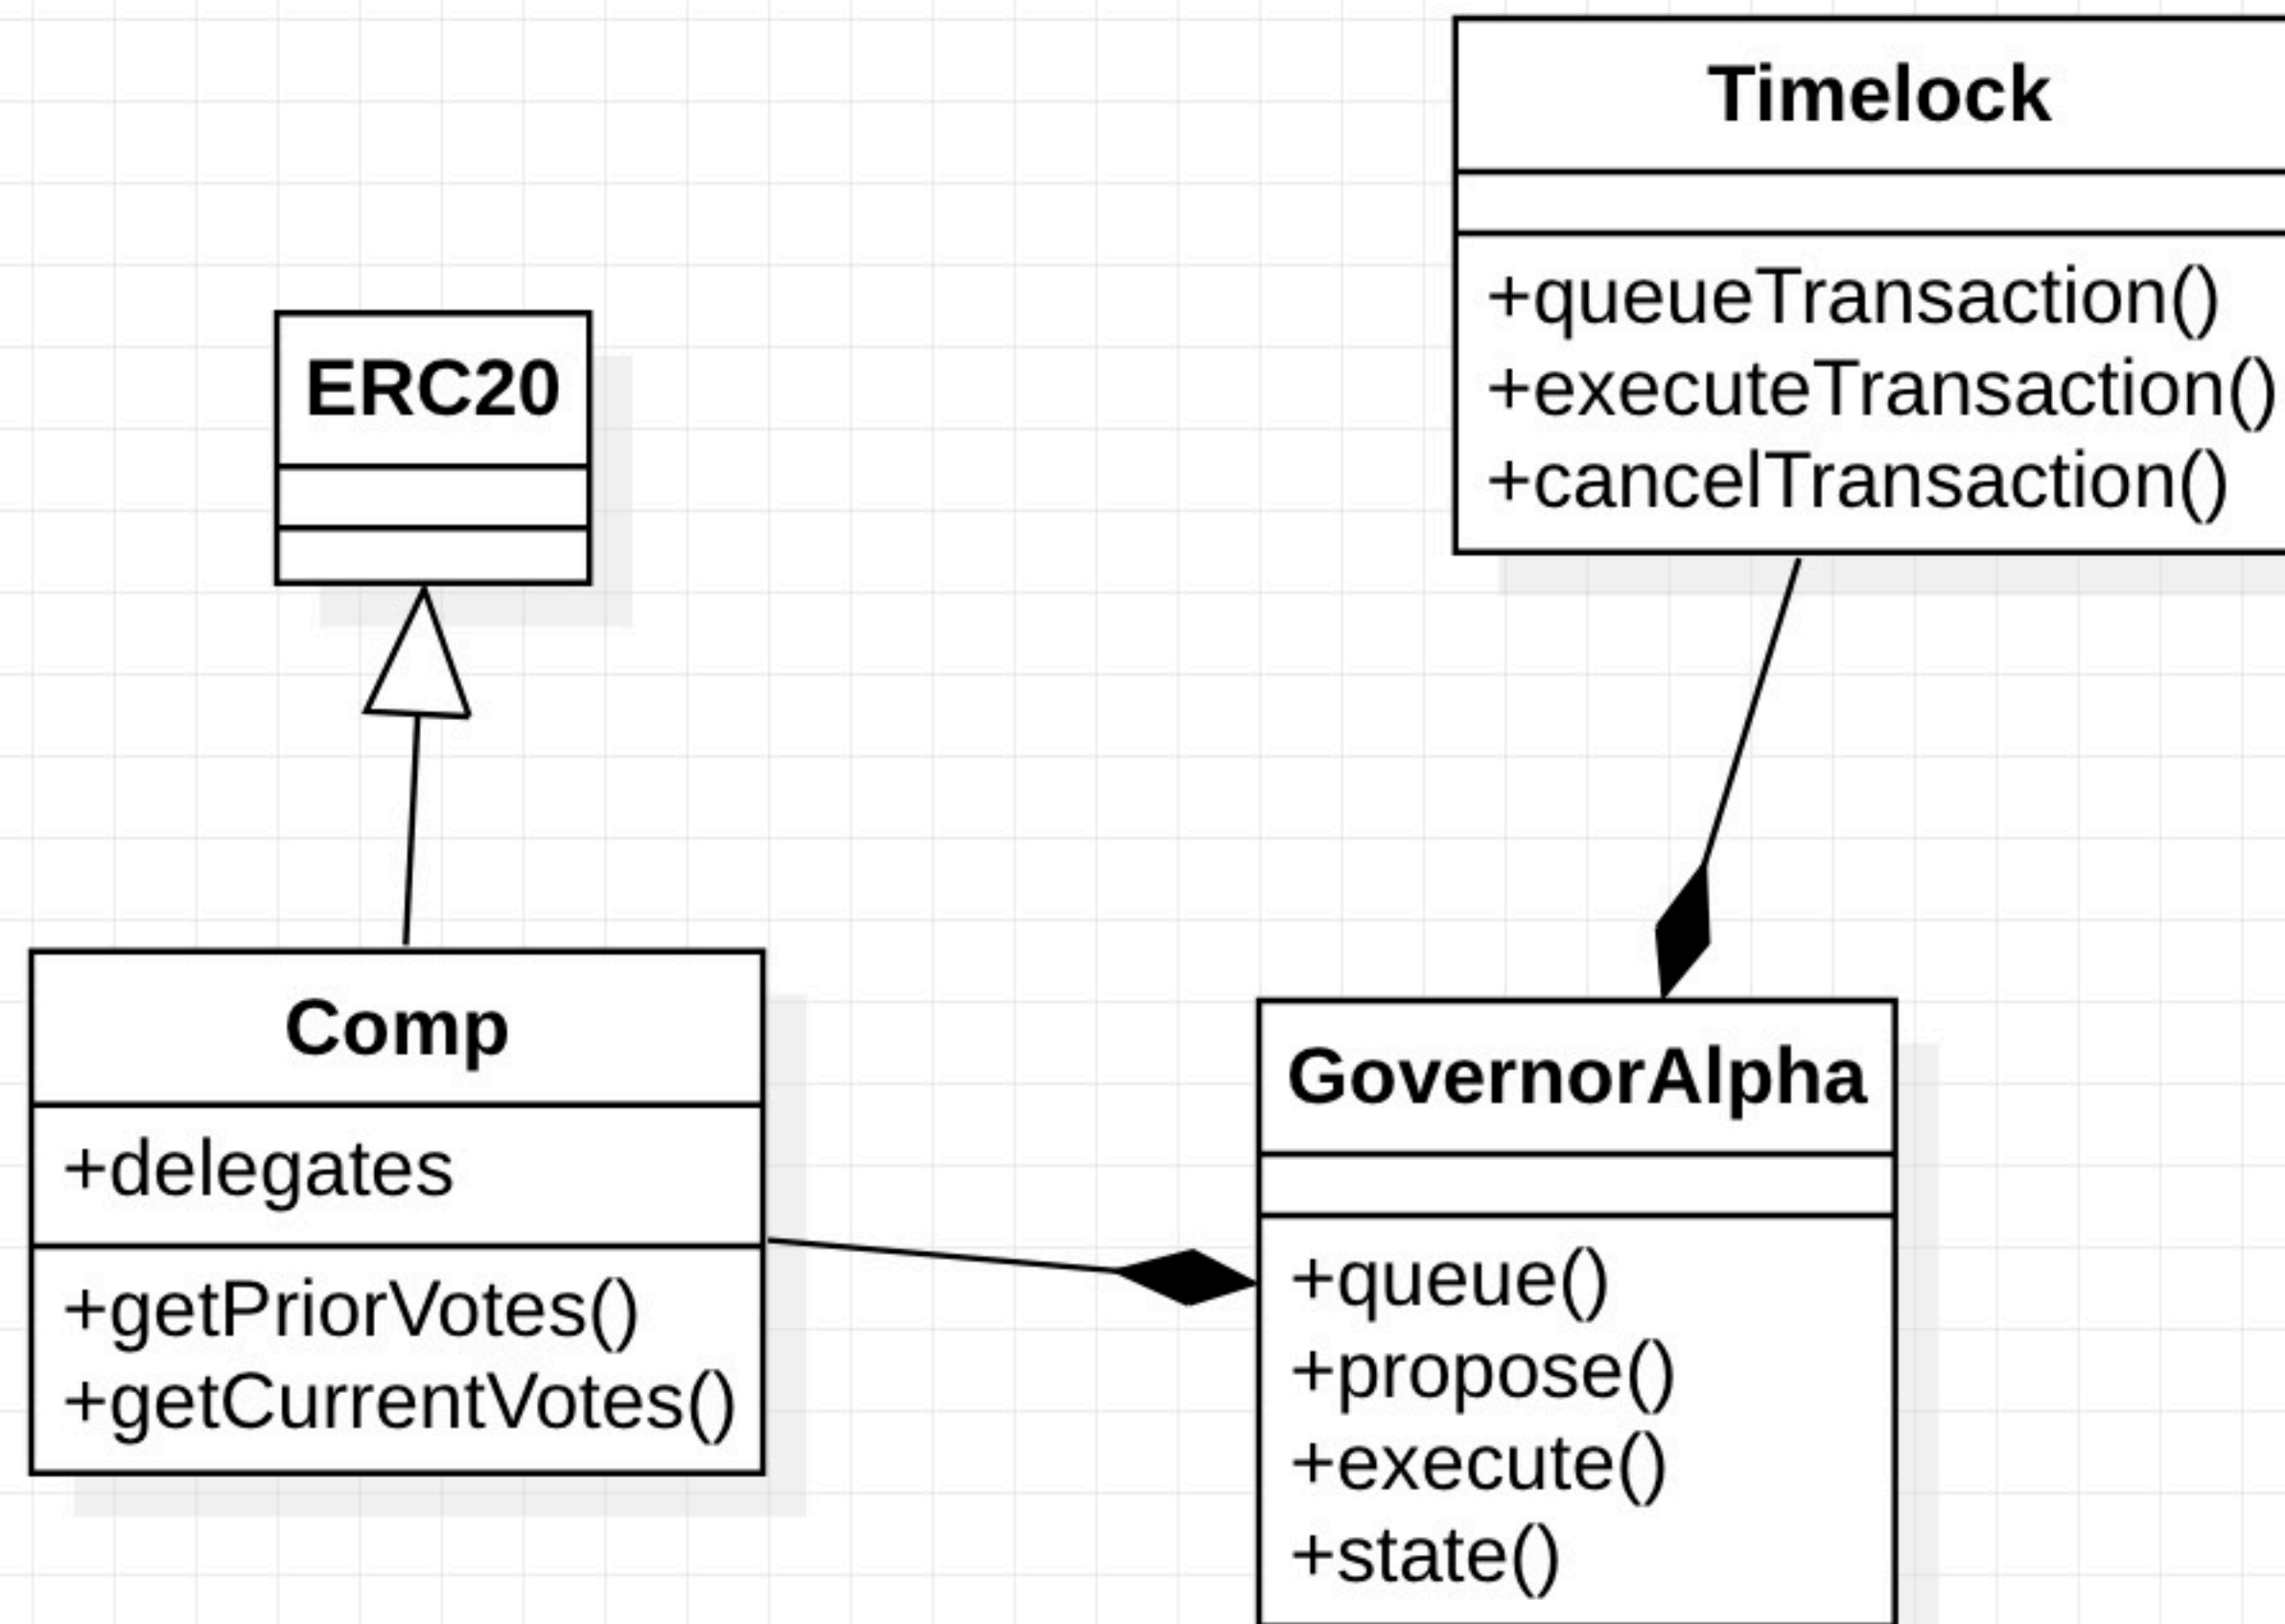 Timelock
+queueTransaction()
+executeTransaction()
+cancelTransaction()
ERC20
Comp
+delegates
+getPriorVotes()
+getCurrentVotes()
GovernorAlpha
+queue()
+propose()
+execute()
+state()